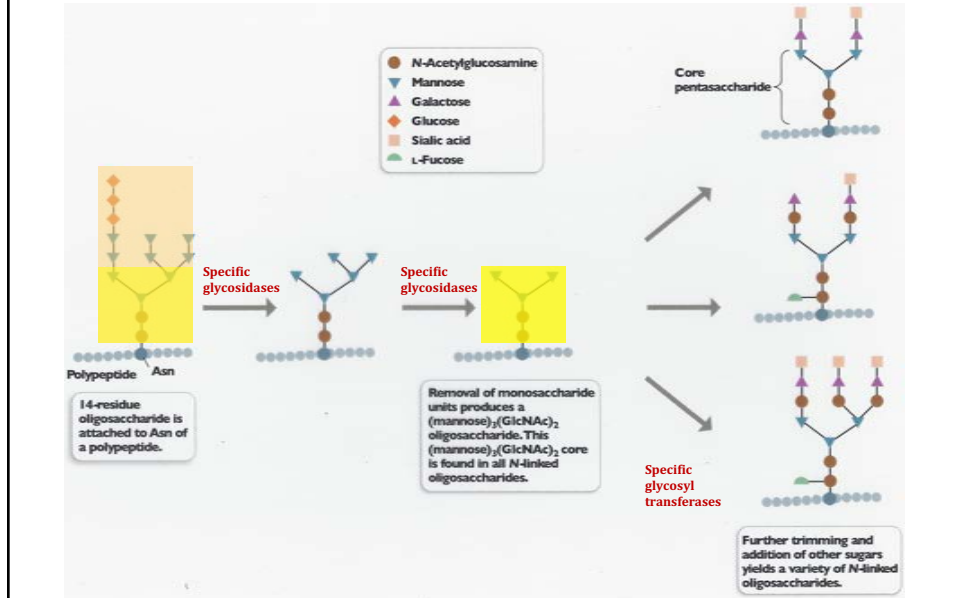 N-Acetylglucosamine
Mannose
Galactose
Glucose
Sialic acid
L-Fucose
Core
pentasaccharide
Specific
glycosidases
Specific
glycosidases
Polypeptide
Asn
14-residue
oligosaccharide is
attached to Asn of
a polypeptide.
Removal of monosaccharide
units produces a
(mannose)3(GlcNAc)2
oligosaccharide. This
(mannose)3(GlcNAc)2 core
is found in all N-linked
oligosaccharides.
Specific
glycosyl
transferases
Further trimming and
addition of other sugars
yields a variety of N-linked
oligosaccharides.